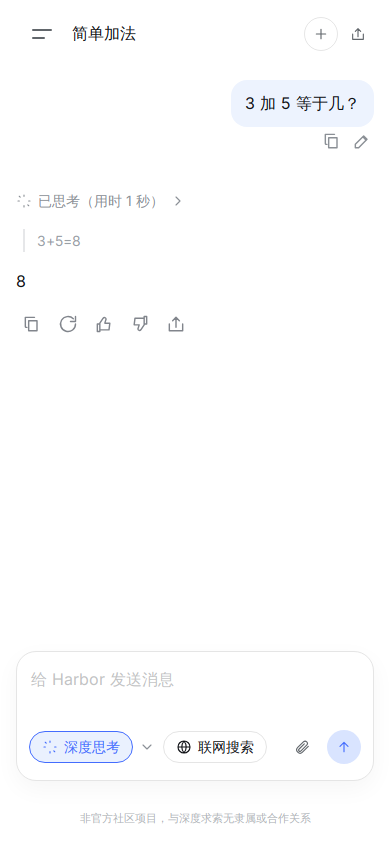 简单加法
3 加 5 等于几？
已思考（用时 1 秒）
3+5=8
8
给 Harbor 发送消息
深度思考
联网搜索
非官方社区项目，与深度求索无隶属或合作关系